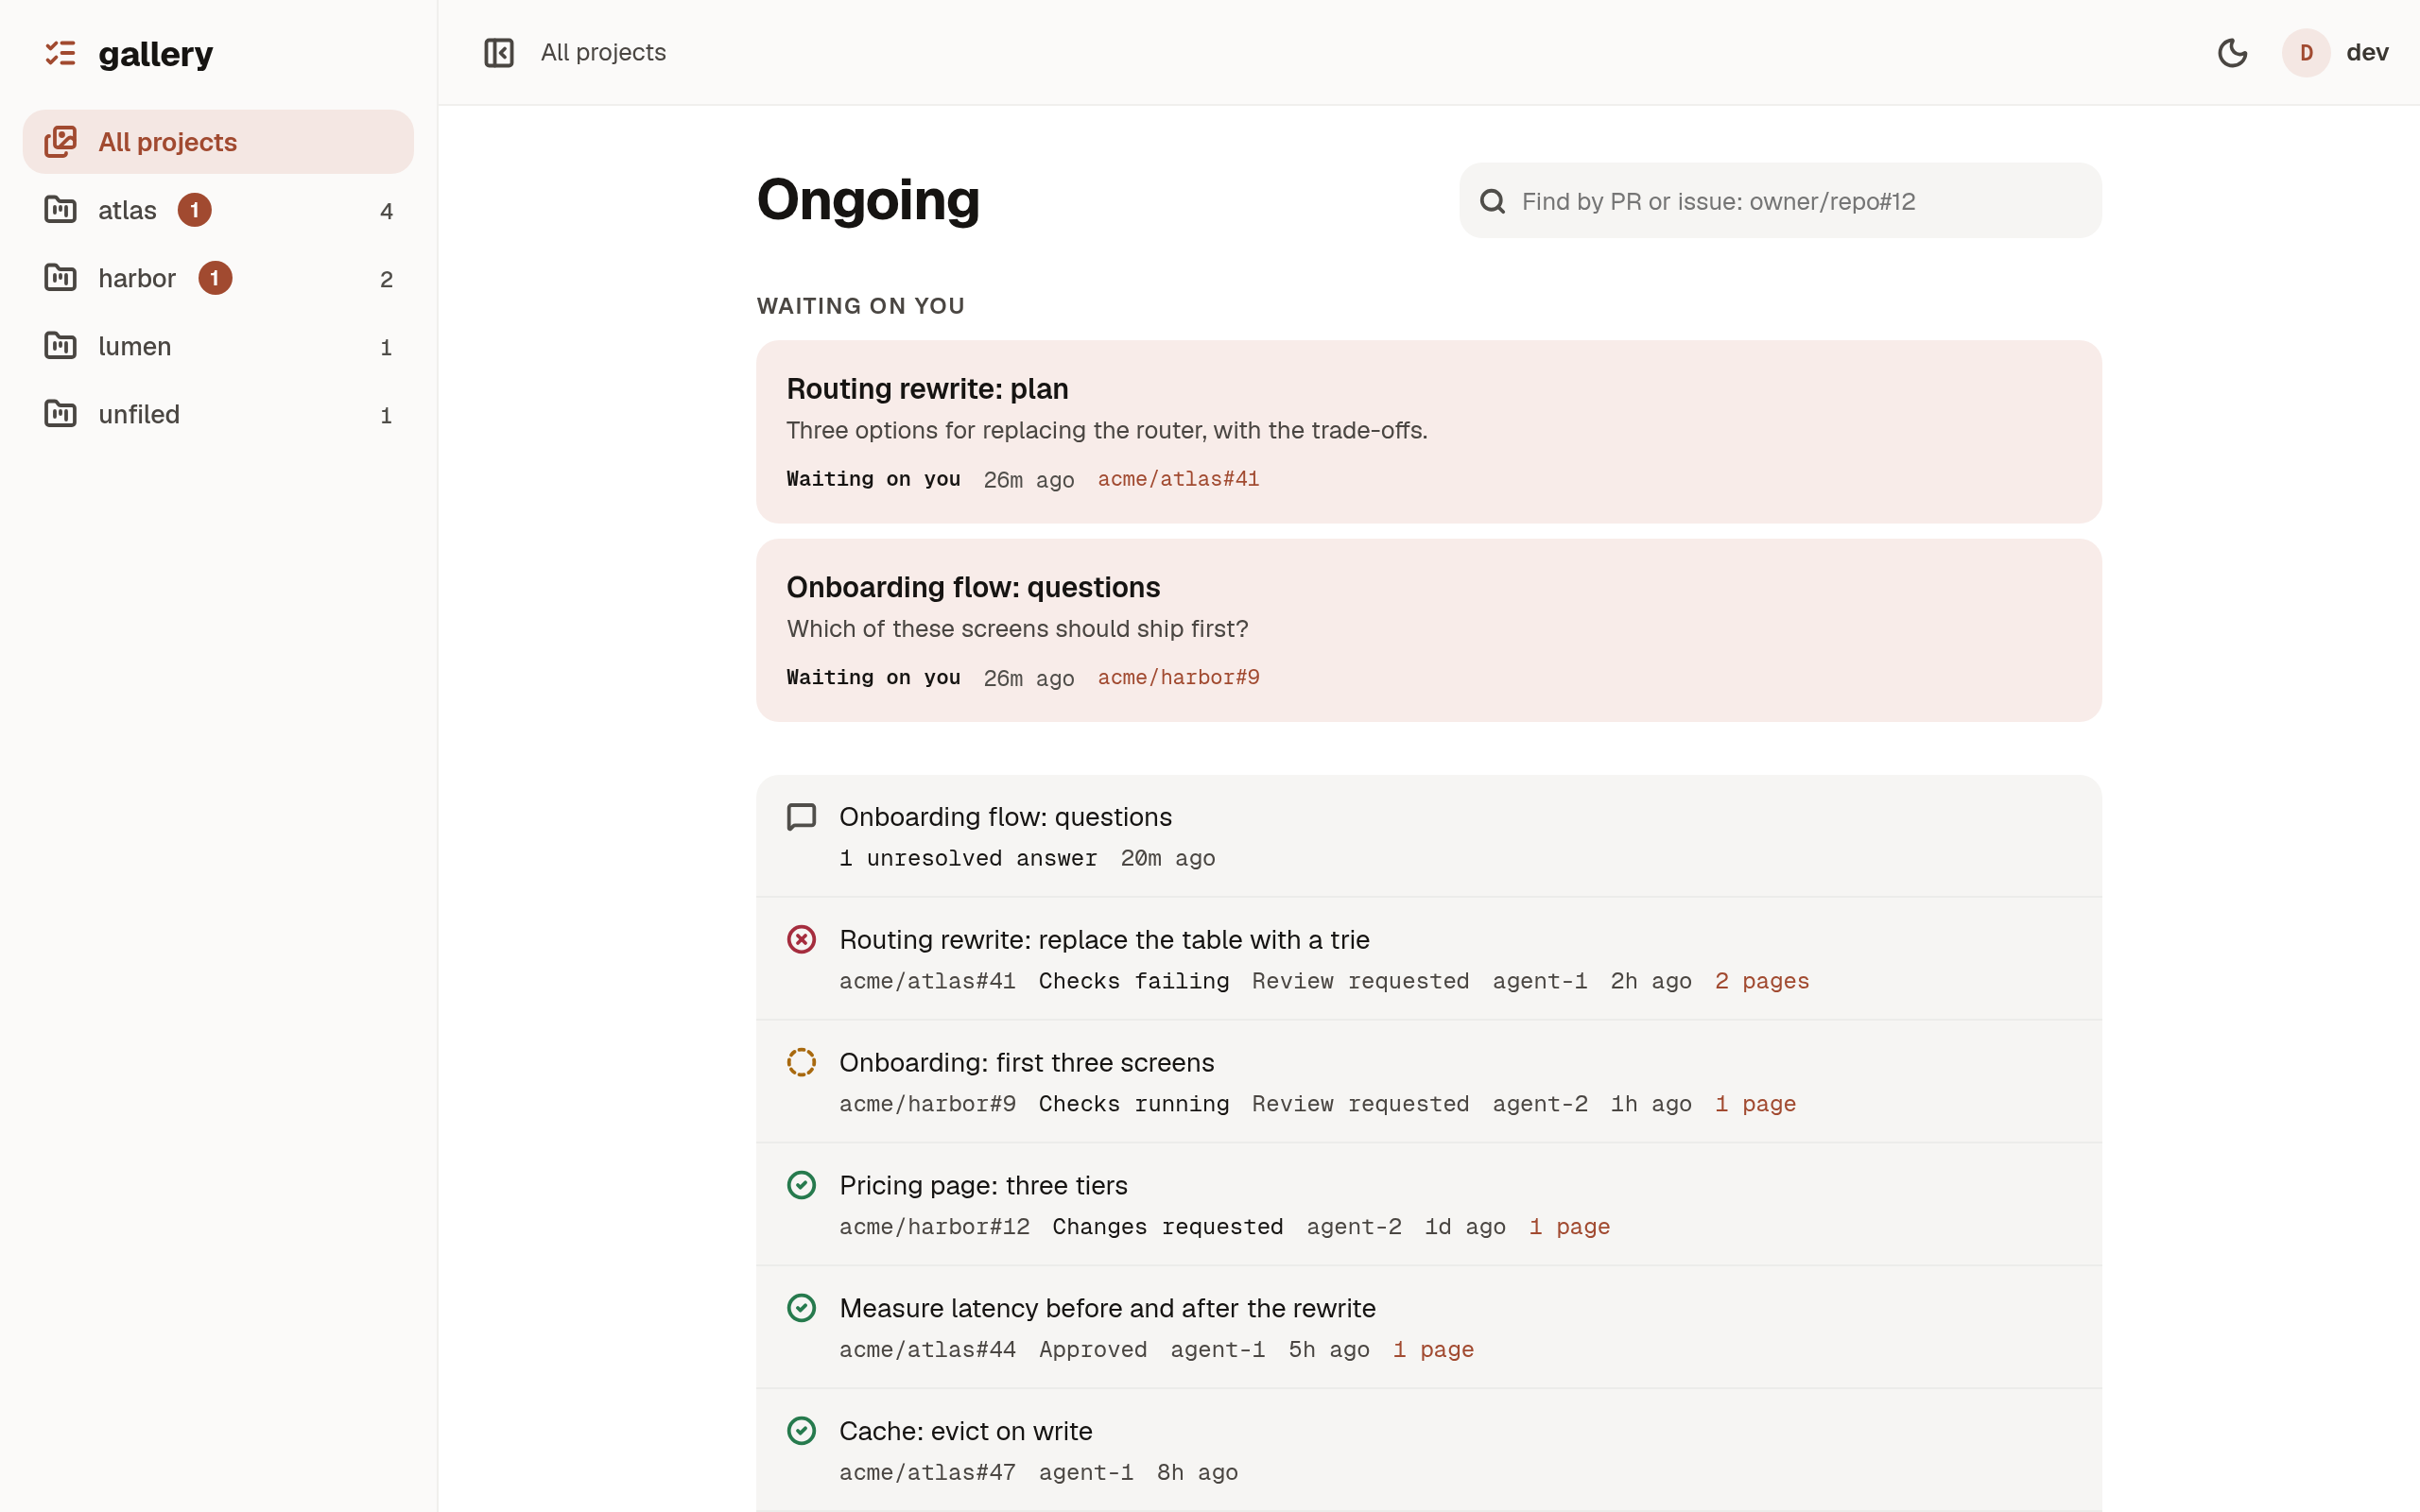 gallery
All projects
atlas 1 4
harbor 1 2
lumen 1
unfiled 1
All projects
D dev
Ongoing
Find by PR or issue: owner/repo#12
WAITING ON YOU
Routing rewrite: plan
Three options for replacing the router, with the trade-offs.
Waiting on you 26m ago acme/atlas#41
Onboarding flow: questions
Which of these screens should ship first?
Waiting on you 26m ago acme/harbor#9
Onboarding flow: questions
1 unresolved answer 20m ago
Routing rewrite: replace the table with a trie
acme/atlas#41 Checks failing Review requested agent-1 2h ago 2 pages
Onboarding: first three screens
acme/harbor#9 Checks running Review requested agent-2 1h ago 1 page
Pricing page: three tiers
acme/harbor#12 Changes requested agent-2 1d ago 1 page
Measure latency before and after the rewrite
acme/atlas#44 Approved agent-1 5h ago 1 page
Cache: evict on write
acme/atlas#47 agent-1 8h ago